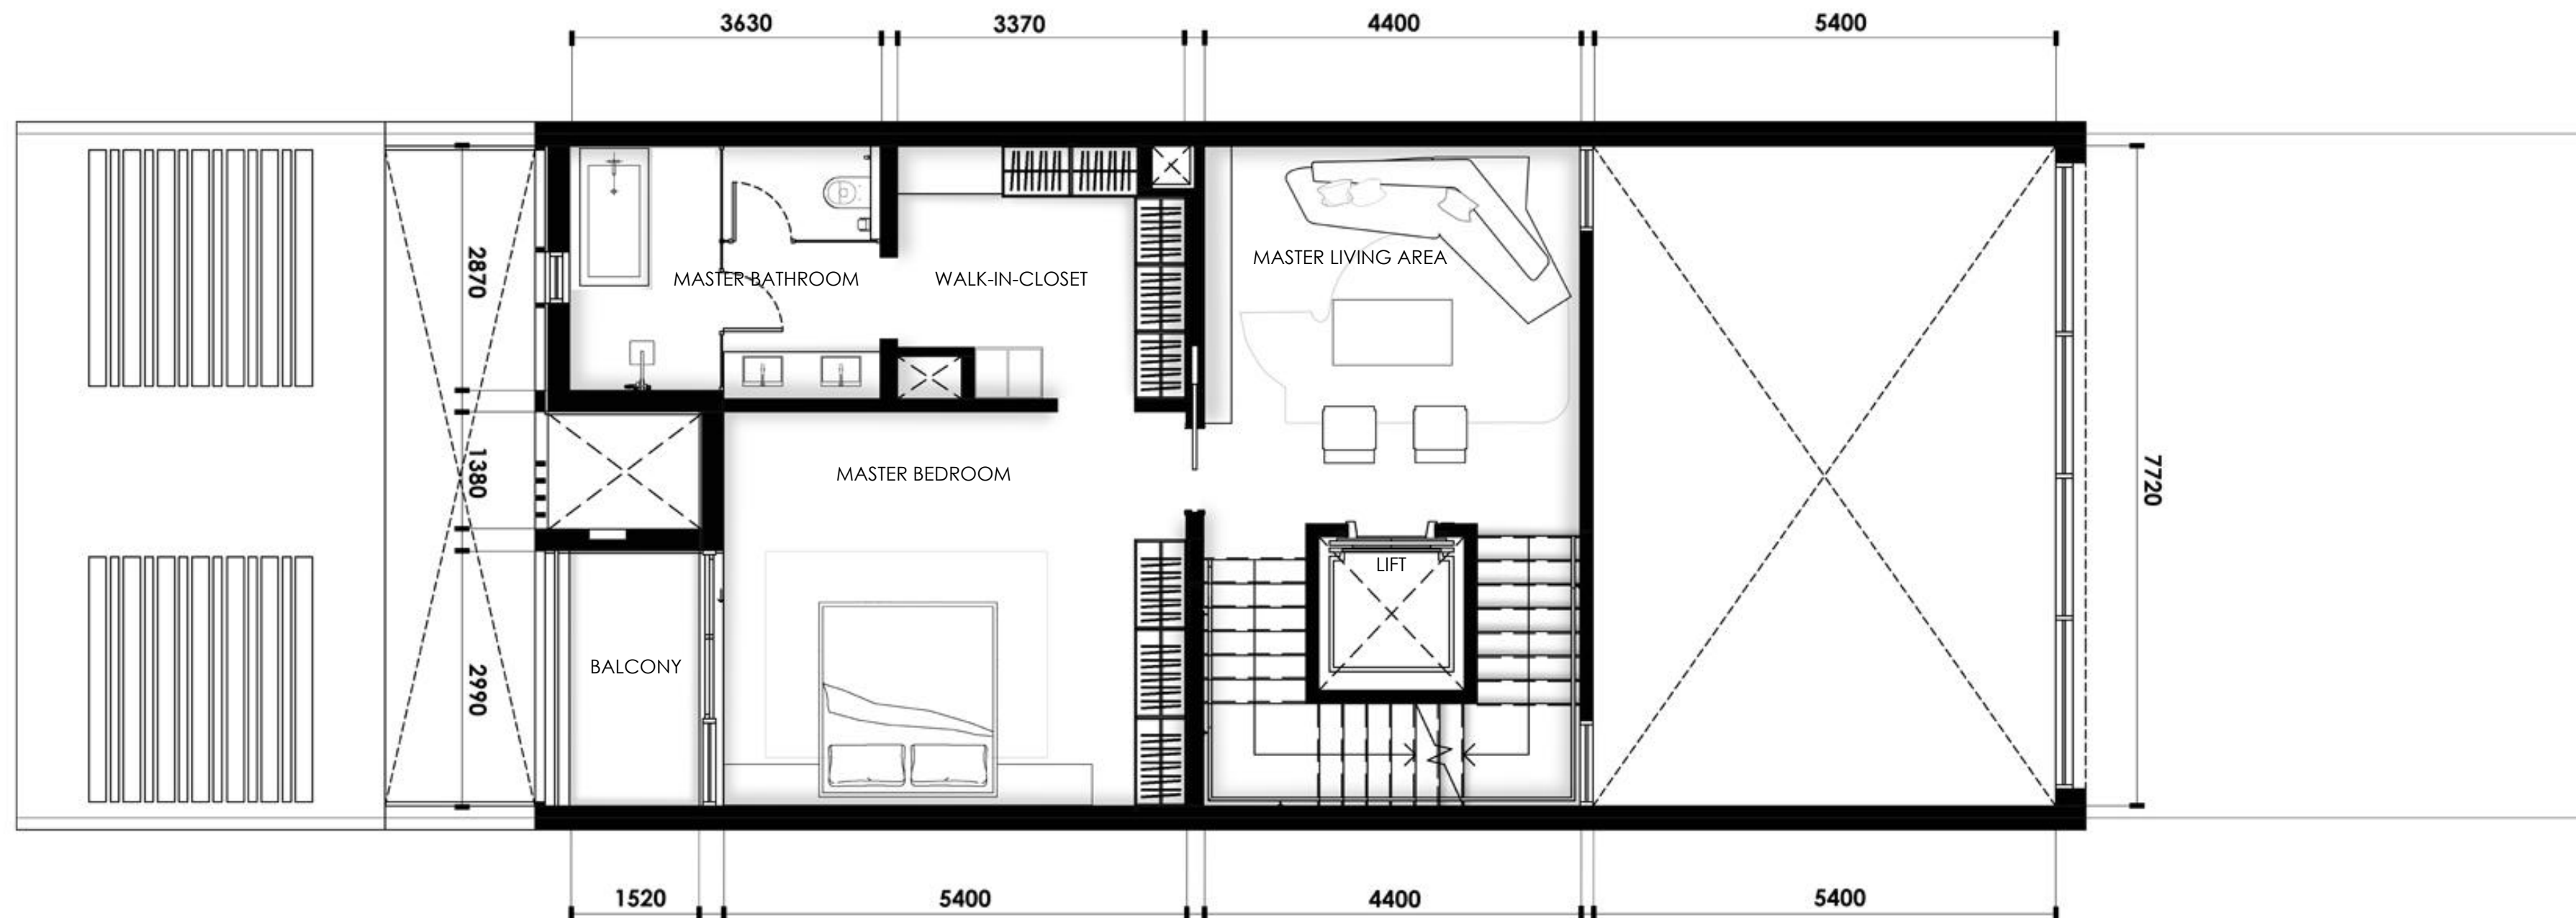 3630
3370
4400
5400
MASTER LIVING AREA
MASTER BATHROOM
WALK-IN-CLOSET
2870
MASTER BEDROOM
1380
7720
LIFT
BALCONY
2990
1520
5400
4400
5400